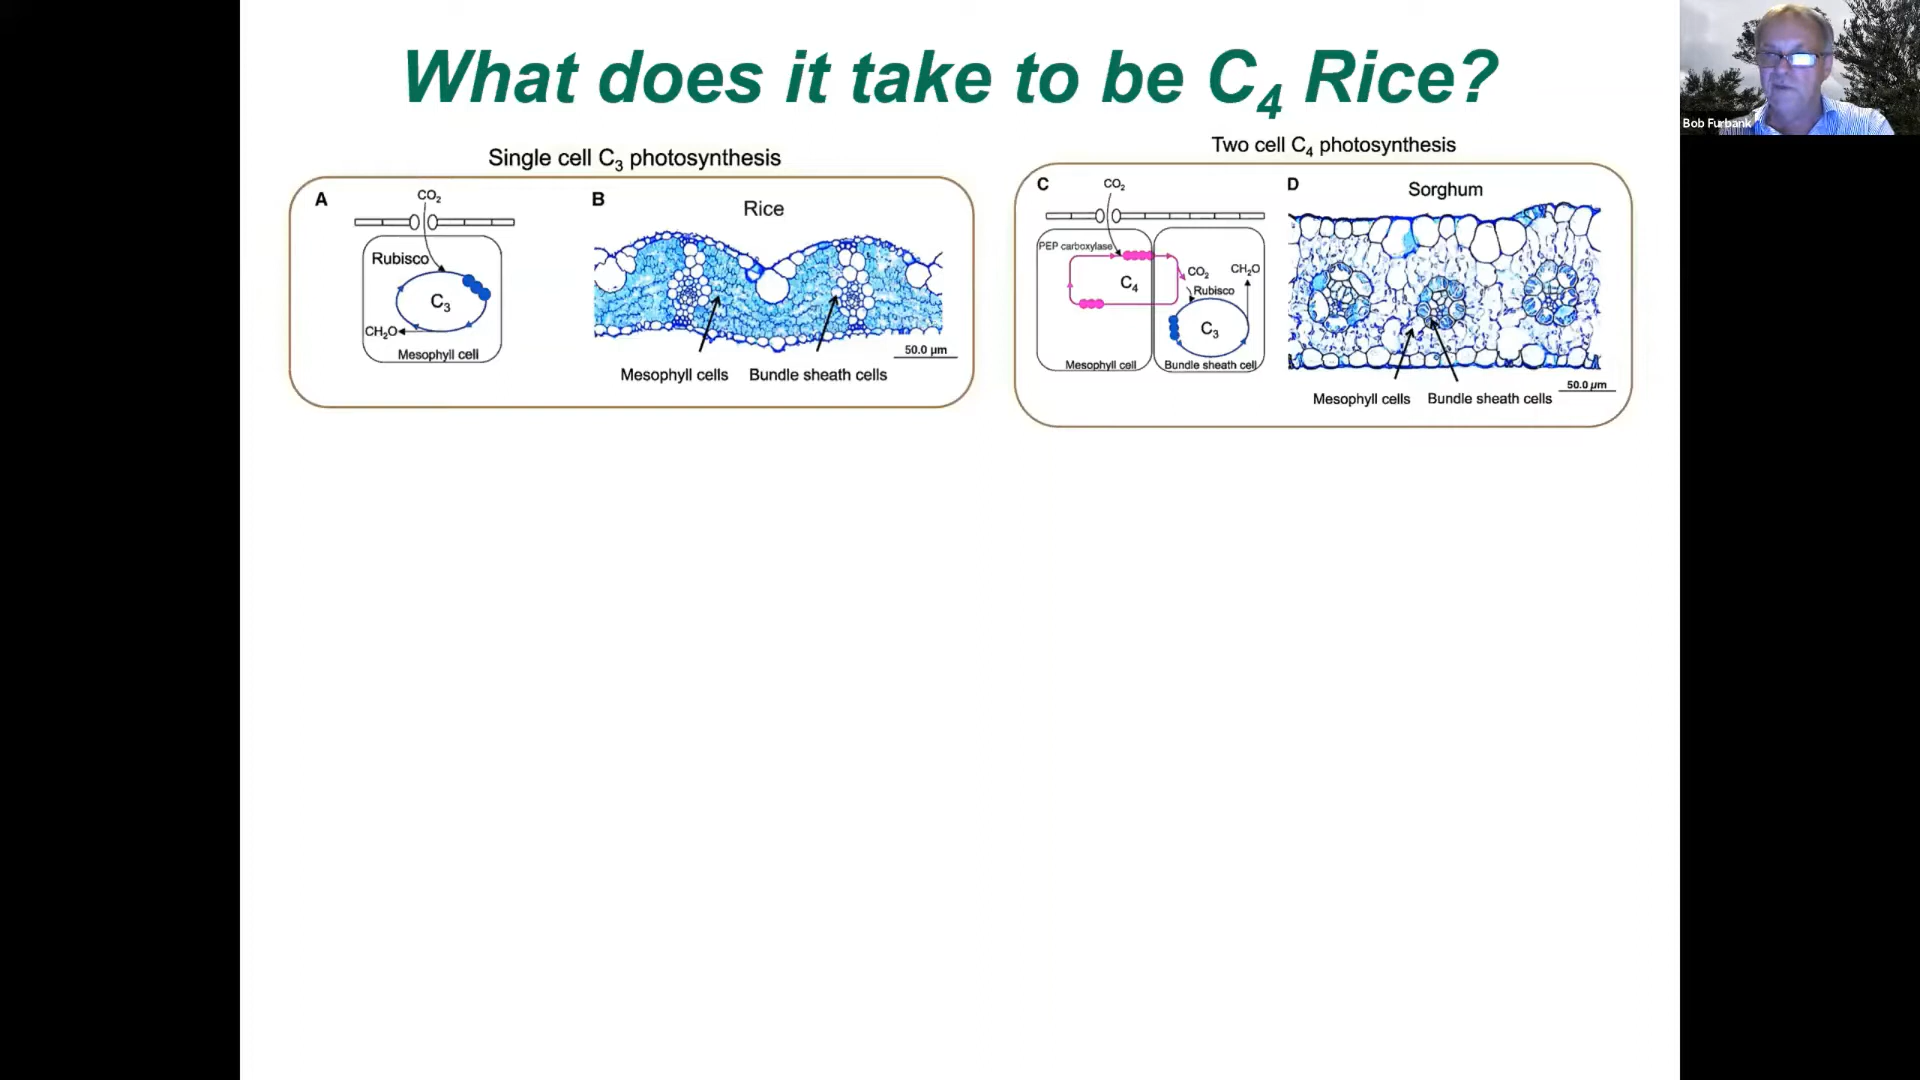 What does it take to be C4 Rice?
Single cell C3 photosynthesis
A
CO2
Rubisco
C3
CH2O
Mesophyll cell
B
Rice
50.0 µm
Mesophyll cells
Bundle sheath cells
Two cell C4 photosynthesis
C
CO2
PEP carboxylase
C4
CO2
CH2O
Rubisco
C3
Mesophyll cell
Bundle sheath cell
D
Sorghum
50.0 µm
Mesophyll cells
Bundle sheath cells
Bob Furbank